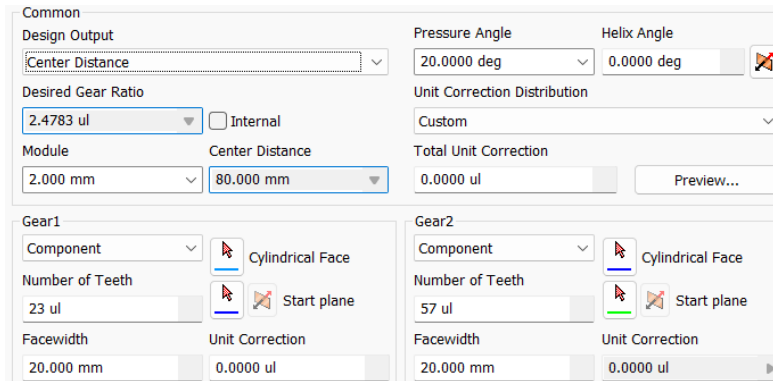 Common
Design Output
Pressure Angle
Helix Angle
Center Distance
20.0000 deg
0.0000 deg
Desired Gear Ratio
Unit Correction Distribution
2.4783 ul
Internal
Custom
Module
Center Distance
Total Unit Correction
2.000 mm
80.000 mm
0.0000 ul
Preview...
Gear1
Component
Cylindrical Face
Number of Teeth
Start plane
23 ul
Facewidth
Unit Correction
20.000 mm
0.0000 ul
Gear2
Component
Cylindrical Face
Number of Teeth
Start plane
57 ul
Facewidth
Unit Correction
20.000 mm
0.0000 ul